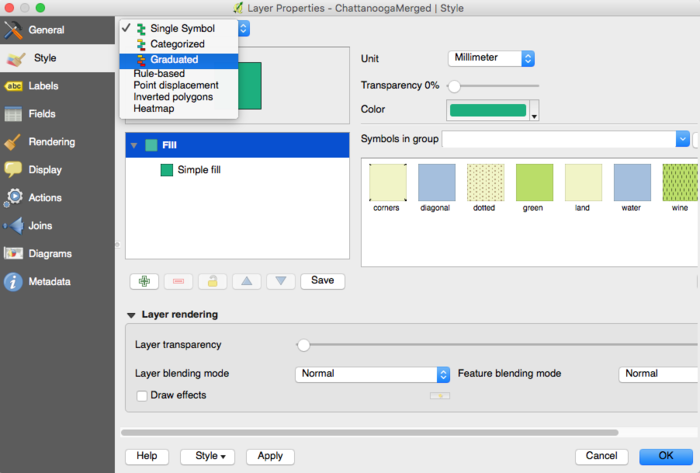 Layer Properties - ChattanoogaMerged | Style
General
Style
abc Labels
Fields
Rendering
Display
Actions
Joins
Diagrams
Metadata
✓ Single Symbol
Categorized
Graduated
Rule-based
Point displacement
Inverted polygons
Heatmap
Unit Millimeter
Transparency 0%
Color
Fill
Simple fill
Symbols in group
corners diagonal dotted green land water wine
Save
Layer rendering
Layer transparency
Layer blending mode Normal Feature blending mode Normal
Draw effects
Help Style Apply Cancel OK